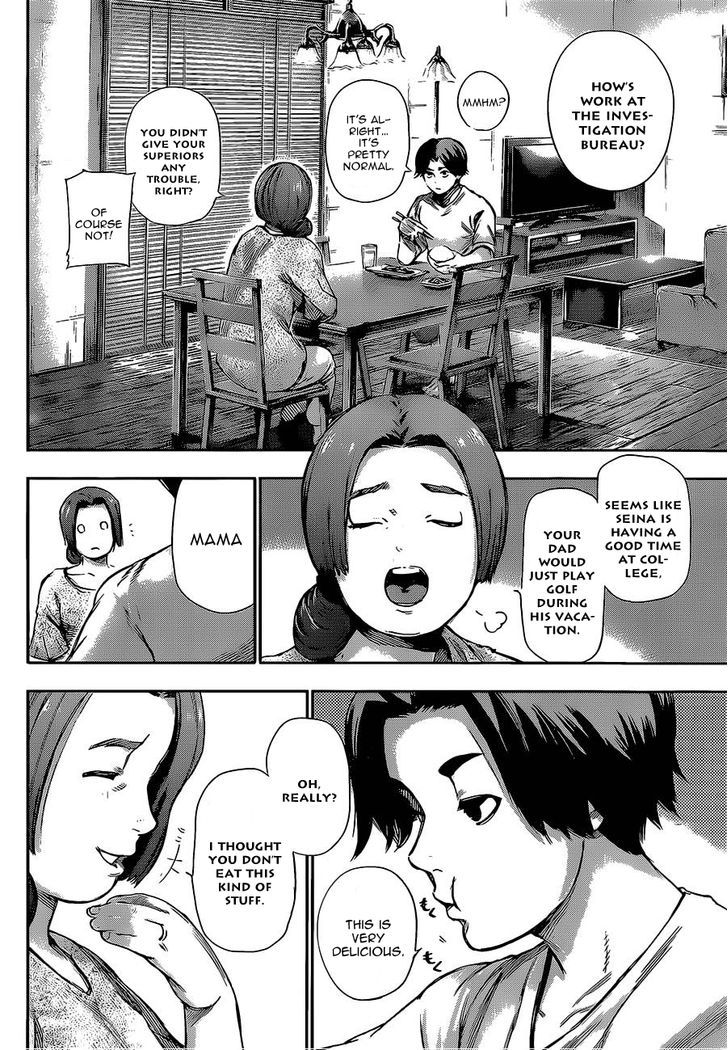 HOW'S
WORK AT
THE INVES-
TIGATION
BUREAU?
MMHM?
IT'S AL-
RIGHT...
IT'S
PRETTY
NORMAL.
YOU DIDN'T
GIVE YOUR
SUPERIORS
ANY
TROUBLE,
RIGHT?
OF
COURSE
NOT!
SEEMS LIKE
SEINA IS
HAVING A
GOOD TIME
AT COL-
LEGE,
YOUR
DAD
WOULD
JUST PLAY
GOLF
DURING
HIS VACA-
TION.
MAMA
THIS IS
VERY
DELICIOUS.
OH,
REALLY?
I THOUGHT
YOU DON'T
EAT THIS
KIND OF
STUFF.